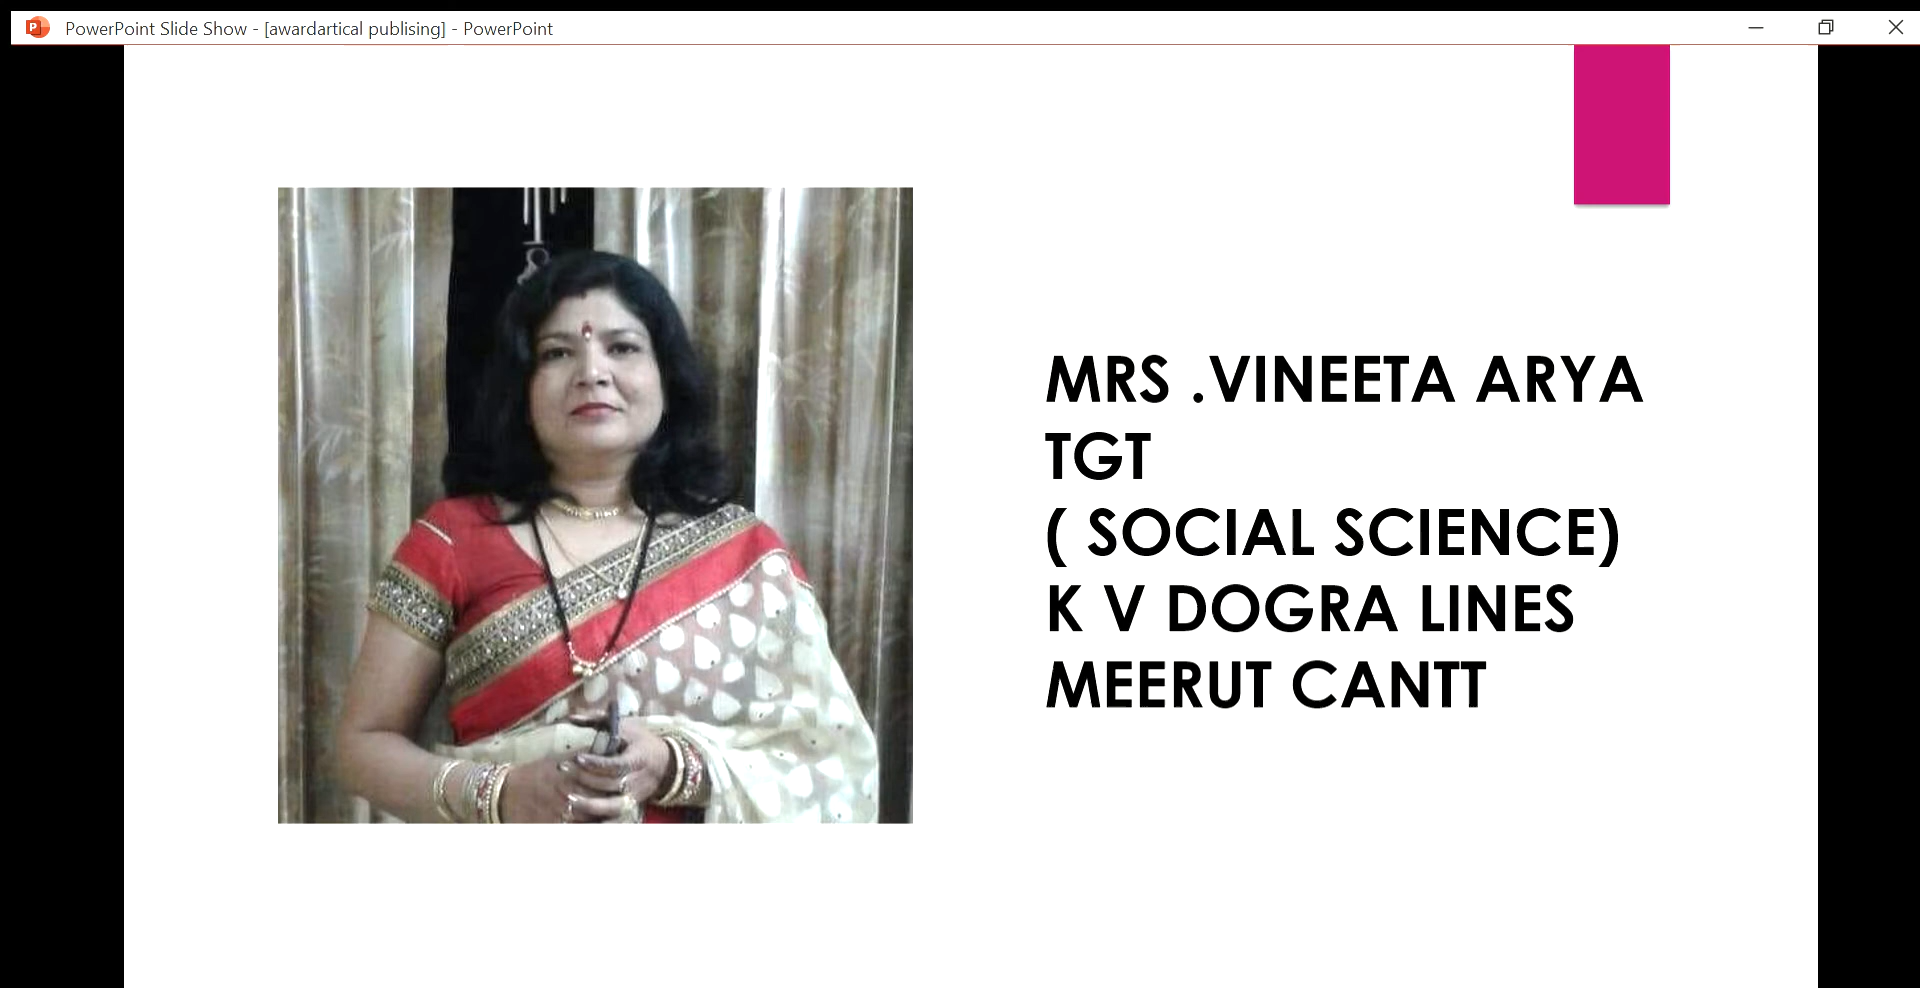 PowerPoint Slide Show - [awardartical publising] - PowerPoint
MRS .VINEETA ARYA
TGT
( SOCIAL SCIENCE)
K V DOGRA LINES
MEERUT CANTT